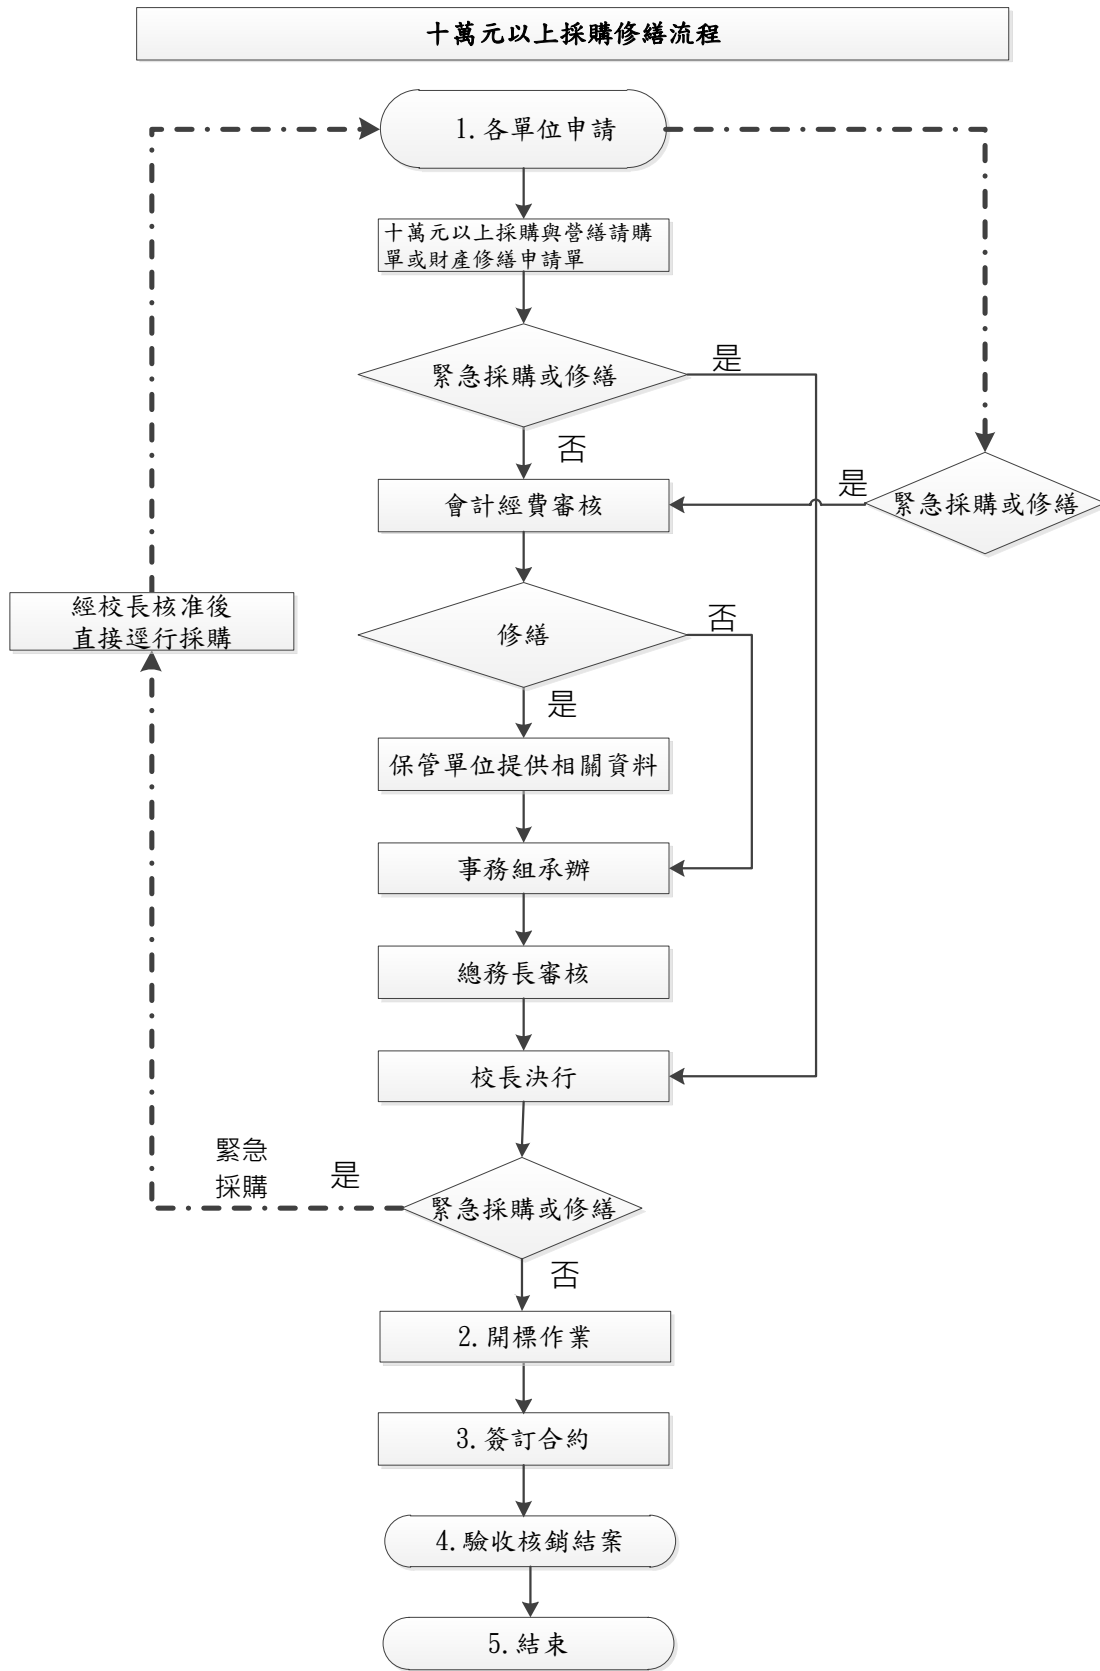 十萬元以上採購修繕流程
1.各單位申請
十萬元以上採購與營繕請購
單或財產修繕申請單
緊急採購或修繕
是
否
會計經費審核
是
緊急採購或修繕
經校長核准後
直接逕行採購
修繕
否
是
保管單位提供相關資料
事務組承辦
總務長審核
校長決行
緊急
採購
是
緊急採購或修繕
否
2.開標作業
3.簽訂合約
4.驗收核銷結案
5.結束